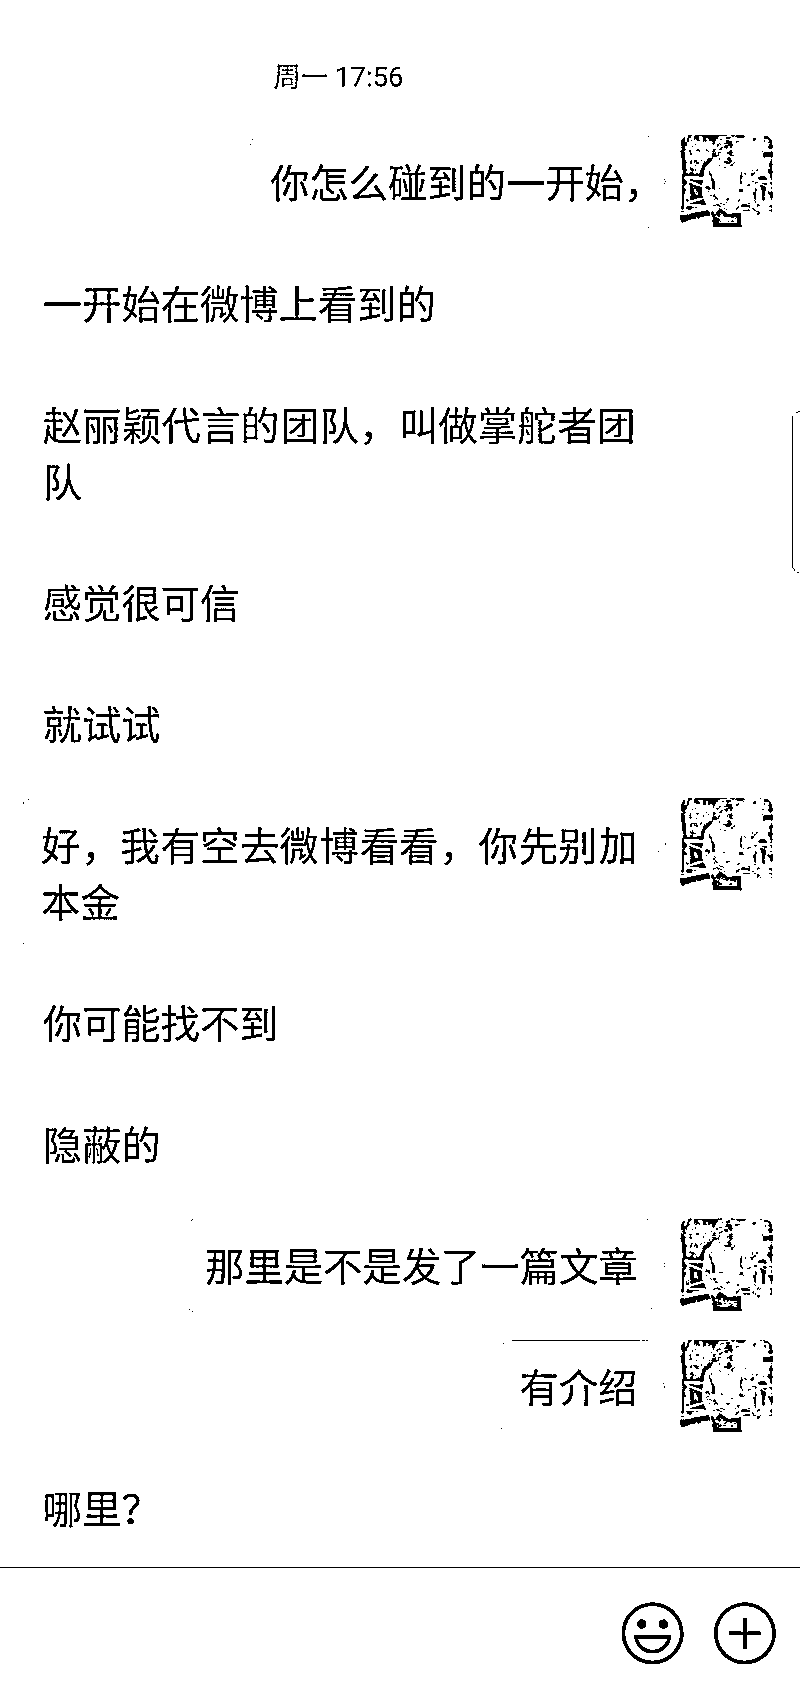 周一 17:56
你怎么碰到的一开始，
一开始在微博上看到的
赵丽颖代言的团队，叫做掌舵者团
队
感觉很可信
就试试
好，我有空去微博看看，你先别加
本金
你可能找不到
隐蔽的
那里是不是发了一篇文章
有介绍
哪里？